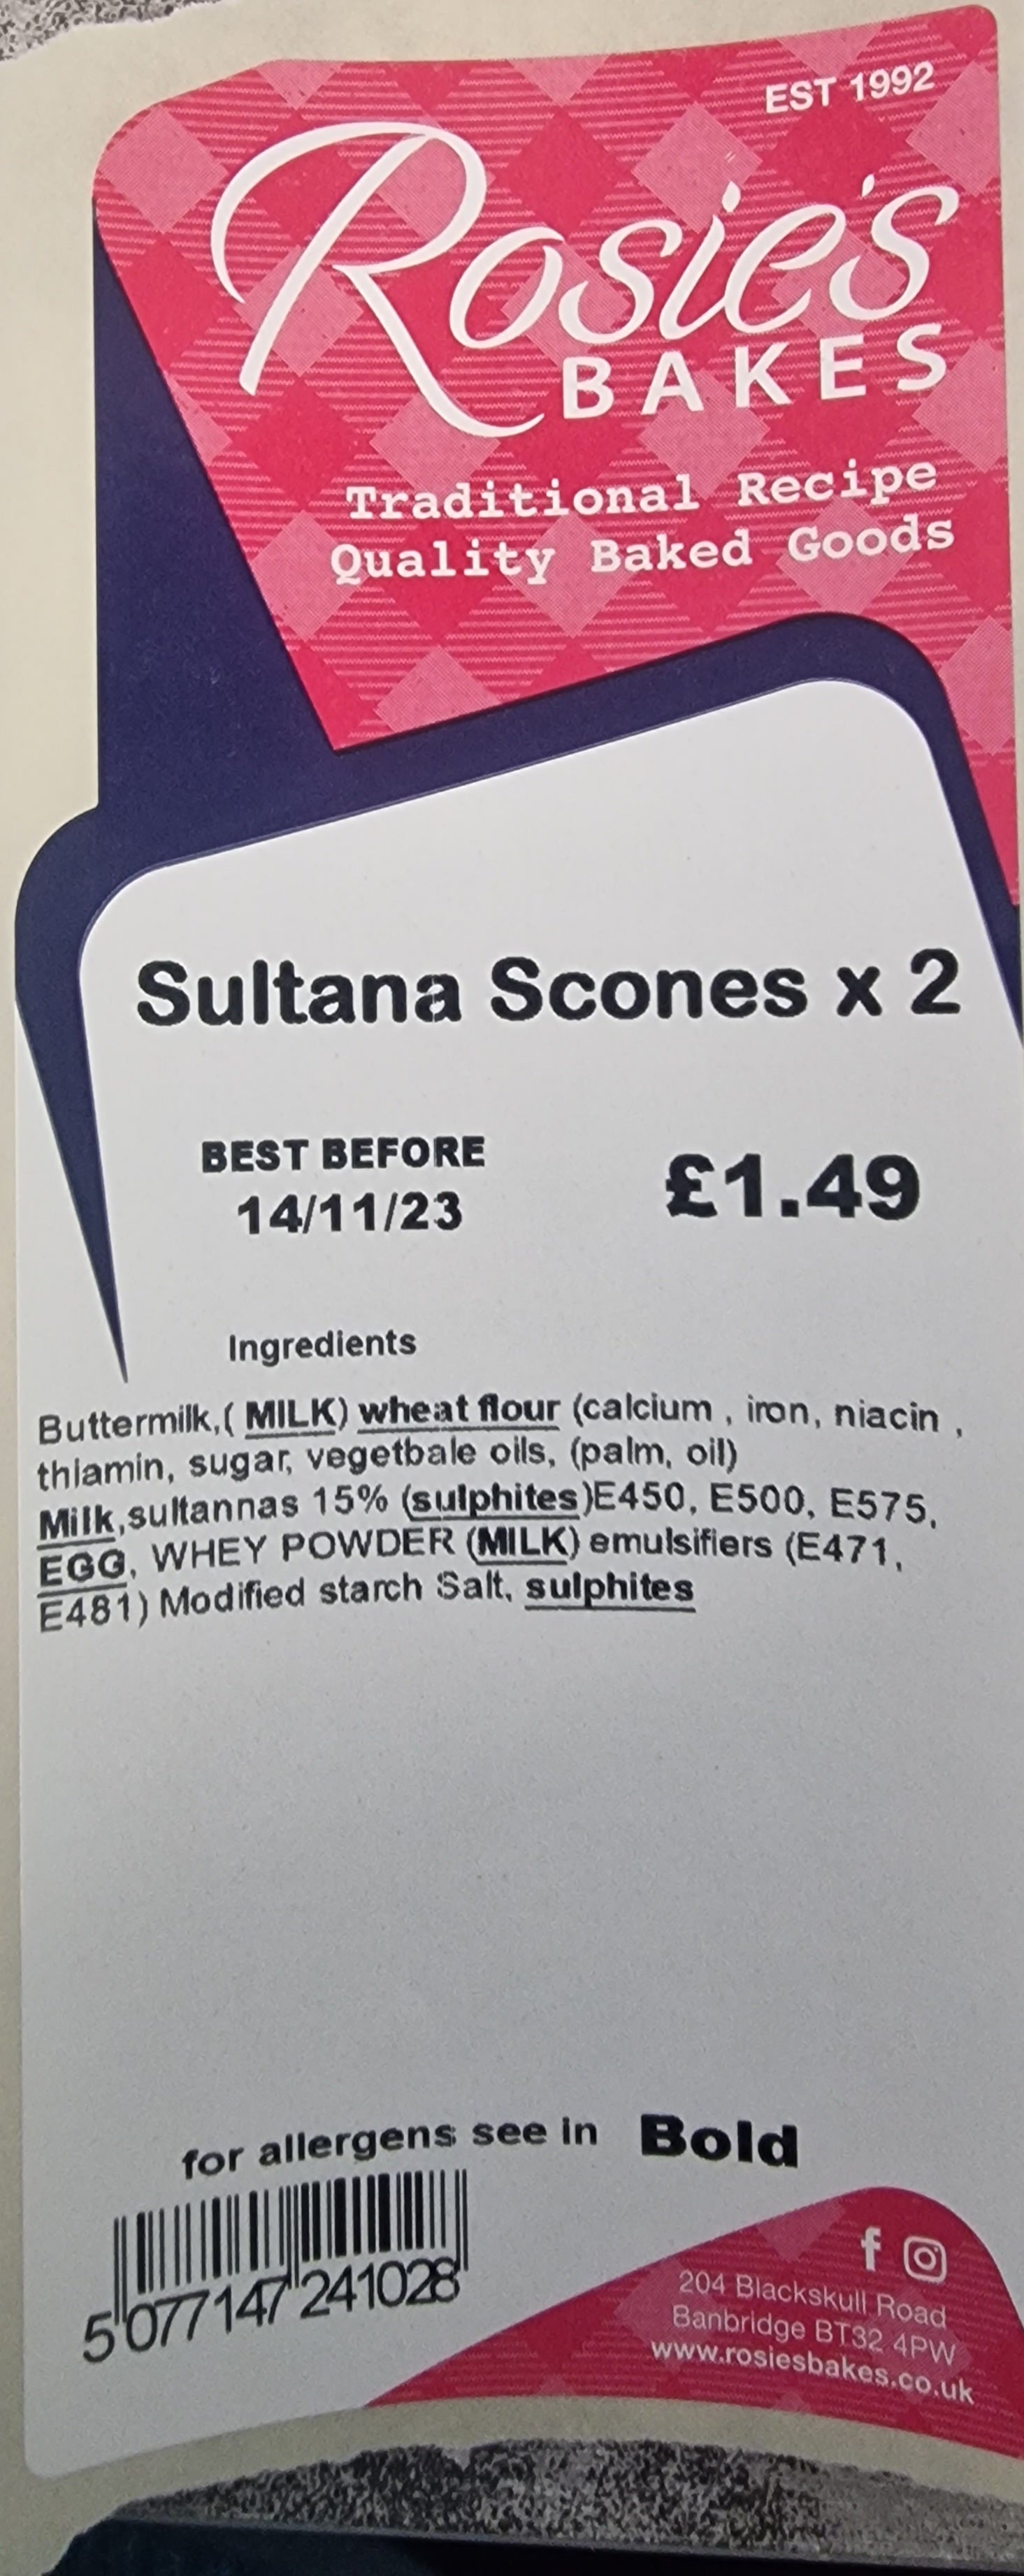 EST 1992
Rosie's
BAKES
Traditional Recipe
Quality Baked Goods
Sultana Scones x 2
BEST BEFORE
14/11/23
£1.49
Ingredients
Buttermilk,( MILK) wheat flour (calcium , iron, niacin ,
thiamin, sugar, vegetbale oils, (palm, oil)
Milk,sultannas 15% (sulphites)E450, E500, E575,
EGG, WHEY POWDER (MILK) emulsifiers (E471,
E481) Modified starch Salt, sulphites
for allergens see in Bold
5 077147 241028
204 Blackskull Road
Banbridge BT32 4PW
www.rosiesbakes.co.uk